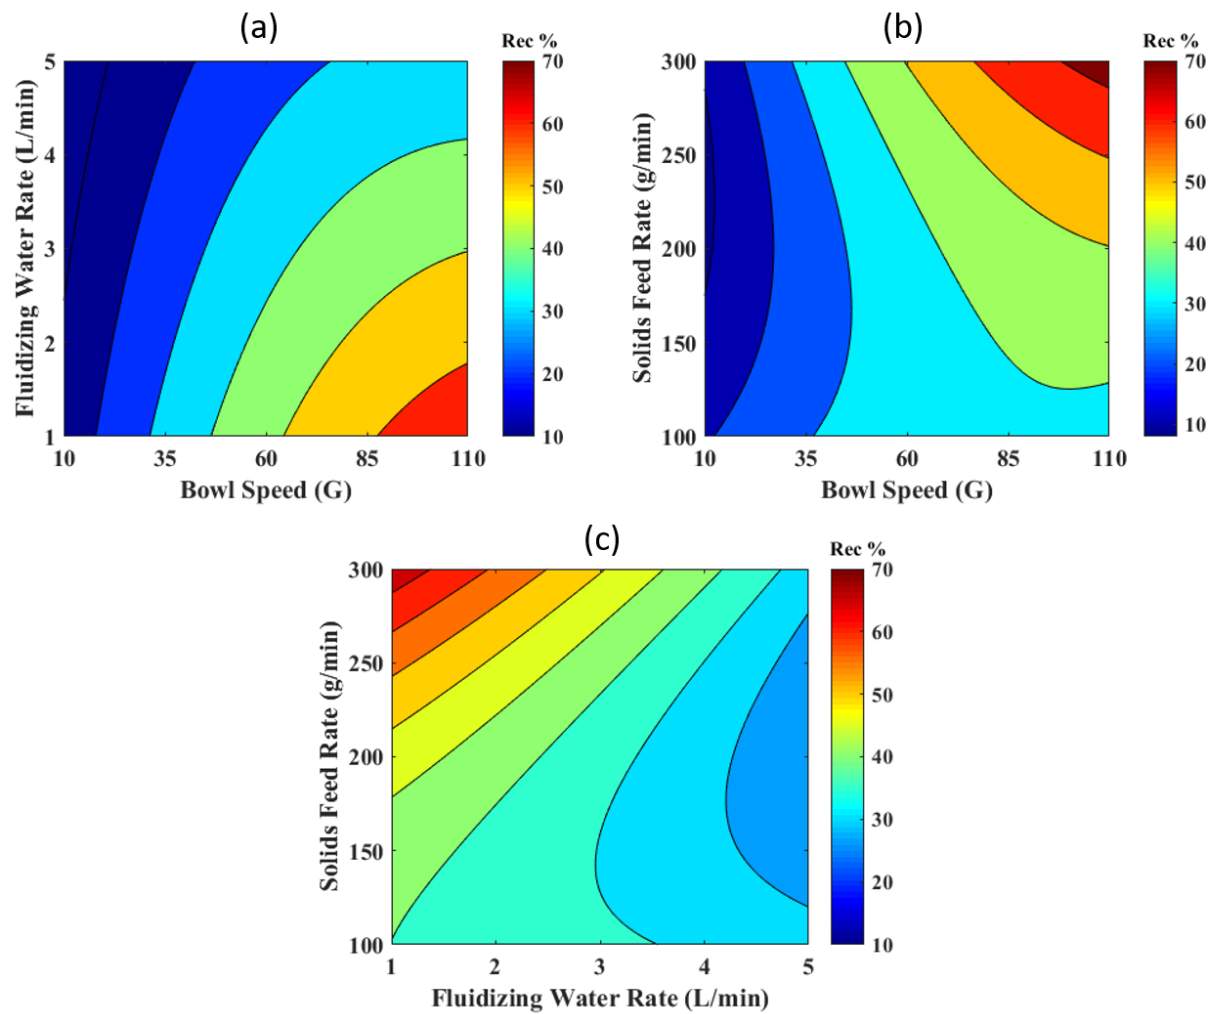 (a)
Rec %
Fluidizing Water Rate (L/min)
5
4
3
2
1
10 35 60 85 110
Bowl Speed (G)
70
60
50
40
30
20
10
(b)
Rec %
Solids Feed Rate (g/min)
300
250
200
150
100
10 35 60 85 110
Bowl Speed (G)
70
60
50
40
30
20
10
(c)
Rec %
Solids Feed Rate (g/min)
300
250
200
150
100
1 2 3 4 5
Fluidizing Water Rate (L/min)
70
60
50
40
30
20
10